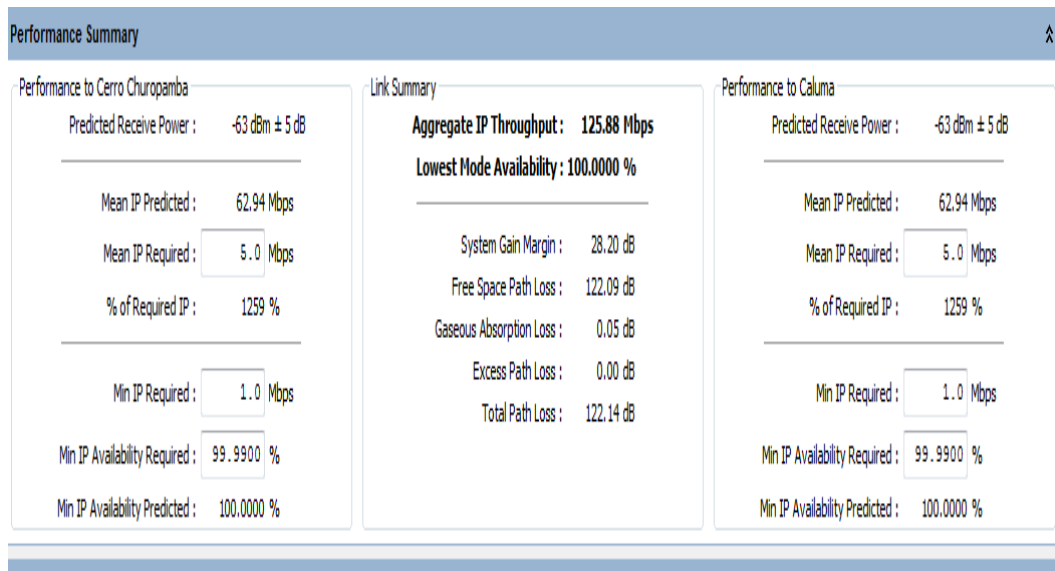 Performance Summary
Performance to Cerro Churopamba
Predicted Receive Power : -63 dBm ± 5 dB
Mean IP Predicted : 62.94 Mbps
Mean IP Required : 5.0 Mbps
% of Required IP : 1259 %
Min IP Required : 1.0 Mbps
Min IP Availability Required : 99.9900 %
Min IP Availability Predicted : 100.0000 %
Link Summary
Aggregate IP Throughput : 125.88 Mbps
Lowest Mode Availability : 100.0000 %
System Gain Margin : 28.20 dB
Free Space Path Loss : 122.09 dB
Gaseous Absorption Loss : 0.05 dB
Excess Path Loss : 0.00 dB
Total Path Loss : 122.14 dB
Performance to Caluma
Predicted Receive Power : -63 dBm ± 5 dB
Mean IP Predicted : 62.94 Mbps
Mean IP Required : 5.0 Mbps
% of Required IP : 1259 %
Min IP Required : 1.0 Mbps
Min IP Availability Required : 99.9900 %
Min IP Availability Predicted : 100.0000 %